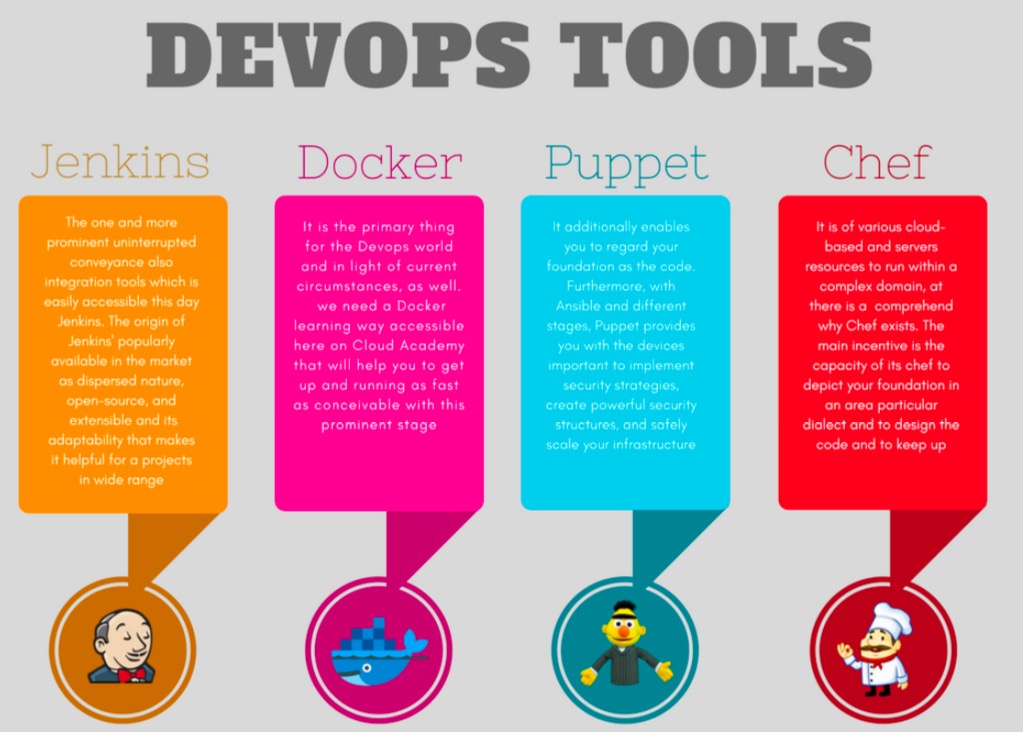 DEVOPS TOOLS
Jenkins
The one and more
prominent uninterrupted
conveyance also
integration tools which is
easily accessible this day
Jenkins. The origin of
Jenkins' popularly
available in the market
as dispersed nature,
open-source, and
extensible and its
adaptability that makes
it helpful for a projects
in wide range
Docker
It is the primary thing
for the Devops world
and in light of current
circumstances, as well.
we need a Docker
learning way accessible
here on Cloud Academy
that will help you to get
up and running as fast
as conceivable with this
prominent stage
Puppet
It additionally enables
you to regard your
foundation as the code.
Furthermore, with
Ansible and different
stages, Puppet provides
you with the devices
important to implement
security strategies,
create powerful security
structures, and safely
scale your infrastructure
Chef
It is of various cloud-
based and servers
resources to run within a
complex domain, at
there is a comprehend
why Chef exists. The
main incentive is the
capacity of its chef to
depict your foundation in
an area particular
dialect and to design the
code and to keep up